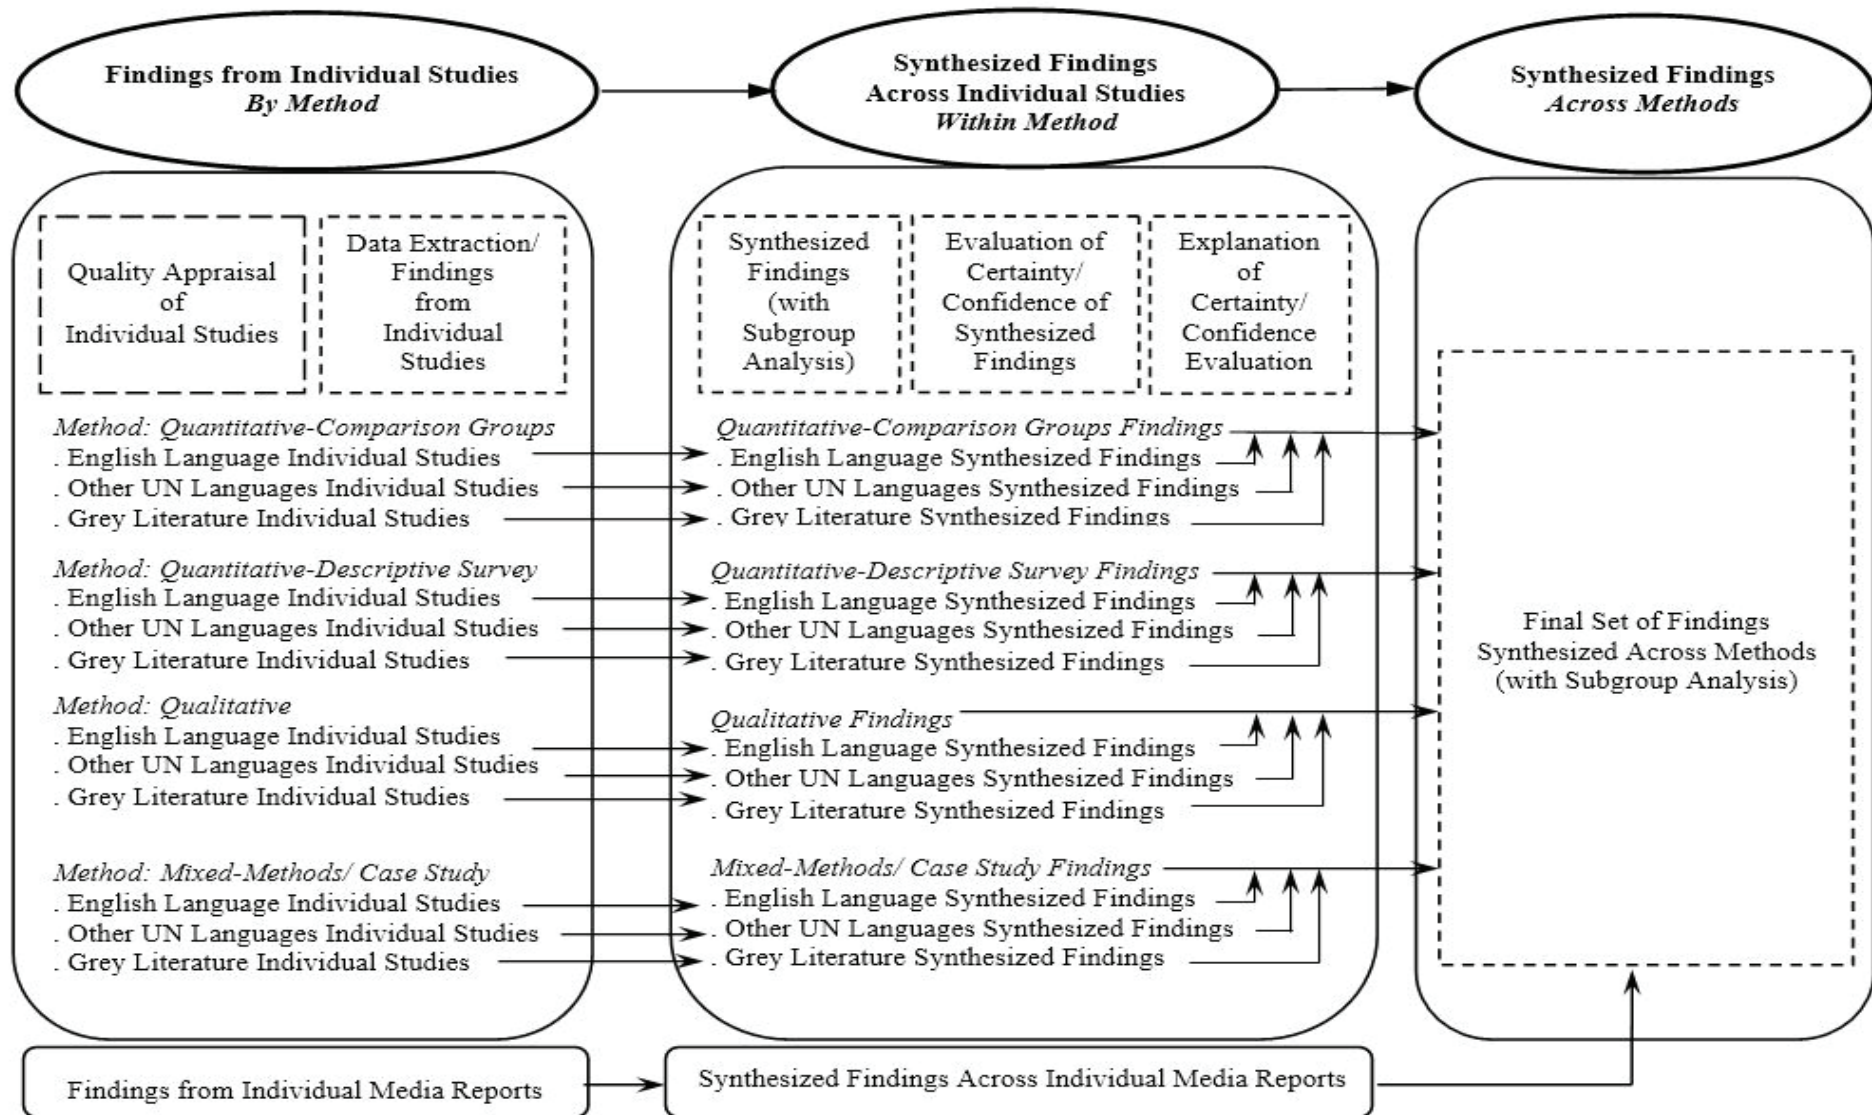 Findings from Individual Studies
By Method
Synthesized Findings
Across Individual Studies
Within Method
Synthesized Findings
Across Methods
Quality Appraisal
of
Individual Studies
Data Extraction/
Findings
from
Individual
Studies
Synthesized
Findings
(with
Subgroup
Analysis)
Evaluation of
Certainty/
Confidence of
Synthesized
Findings
Explanation
of
Certainty/
Confidence
Evaluation
Method: Quantitative-Comparison Groups
. English Language Individual Studies
. Other UN Languages Individual Studies
. Grey Literature Individual Studies
Method: Quantitative-Descriptive Survey
. English Language Individual Studies
. Other UN Languages Individual Studies
. Grey Literature Individual Studies
Method: Qualitative
. English Language Individual Studies
. Other UN Languages Individual Studies
. Grey Literature Individual Studies
Method: Mixed-Methods/ Case Study
. English Language Individual Studies
. Other UN Languages Individual Studies
. Grey Literature Individual Studies
Quantitative-Comparison Groups Findings
. English Language Synthesized Findings
. Other UN Languages Synthesized Findings
. Grey Literature Synthesized Findings
Quantitative-Descriptive Survey Findings
. English Language Synthesized Findings
. Other UN Languages Synthesized Findings
. Grey Literature Synthesized Findings
Qualitative Findings
. English Language Synthesized Findings
. Other UN Languages Synthesized Findings
. Grey Literature Synthesized Findings
Mixed-Methods/ Case Study Findings
. English Language Synthesized Findings
. Other UN Languages Synthesized Findings
. Grey Literature Synthesized Findings
Final Set of Findings
Synthesized Across Methods
(with Subgroup Analysis)
Findings from Individual Media Reports
Synthesized Findings Across Individual Media Reports